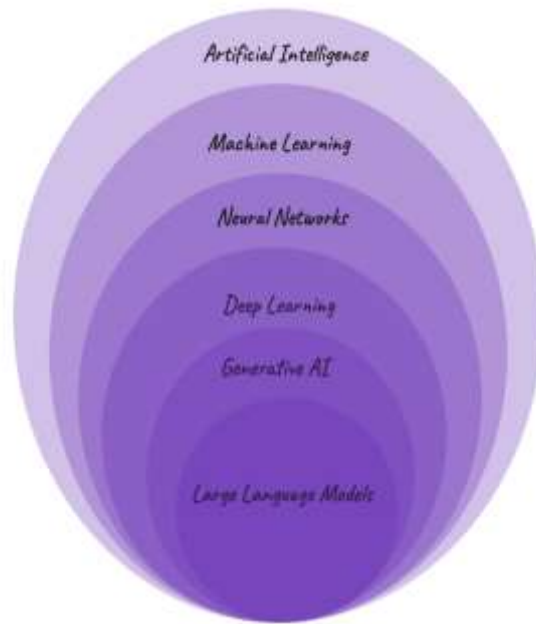 Artificial Intelligence
Machine Learning
Neural Networks
Deep Learning
Generative AI
Large Language Models